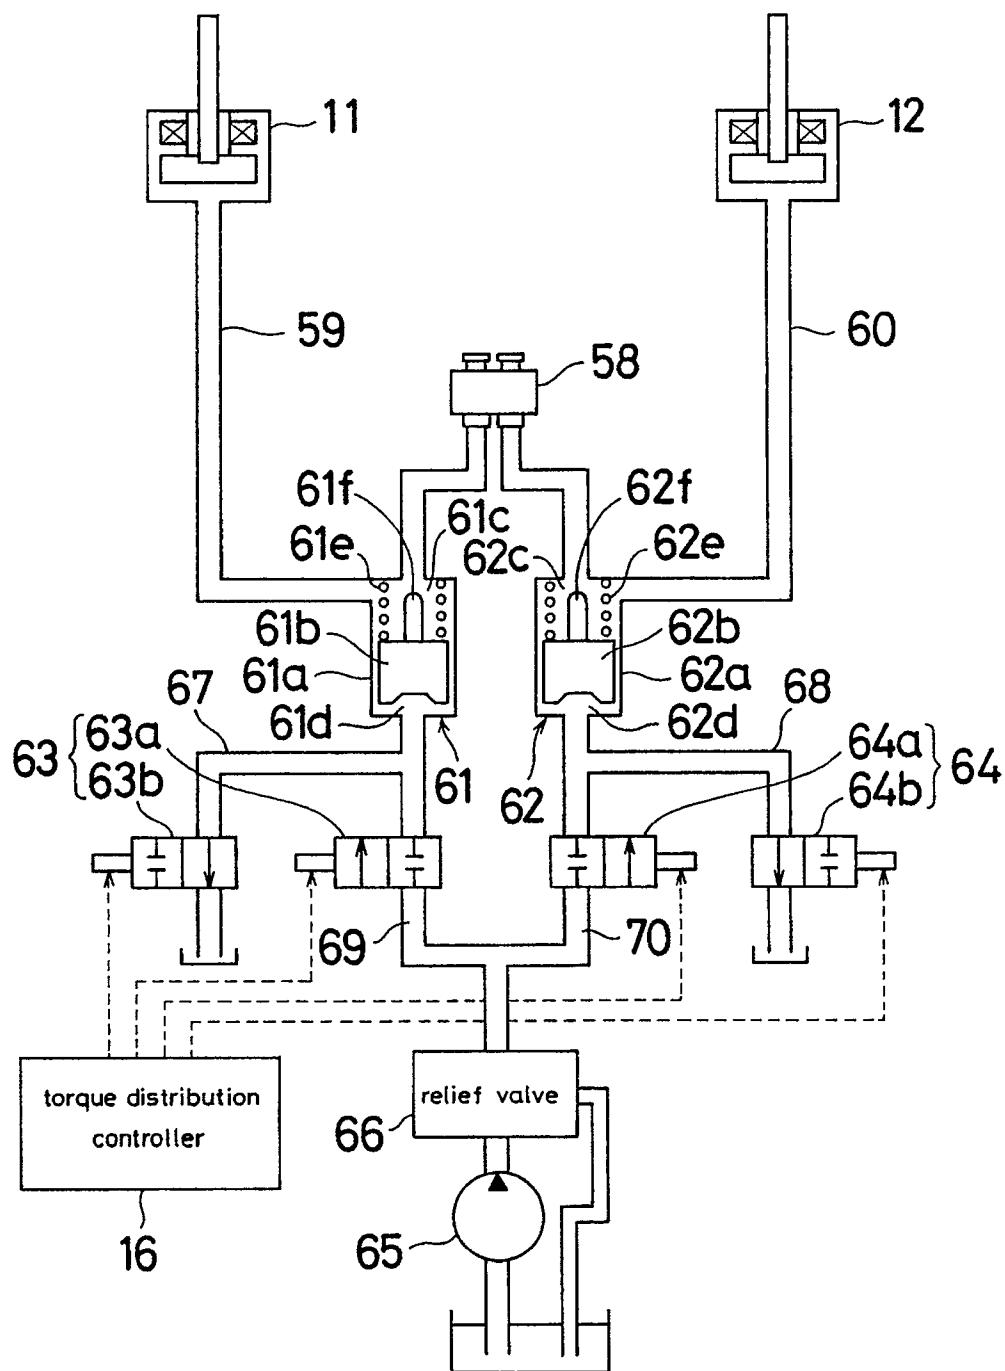 11
12
59
60
58
61f
62f
61c
61e
62c
62e
61b
62b
61a
62a
67
68
61d
62d
63
63a
64a
64
63b
61
62
64b
69
70
torque distribution
controller
relief valve
66
16
65